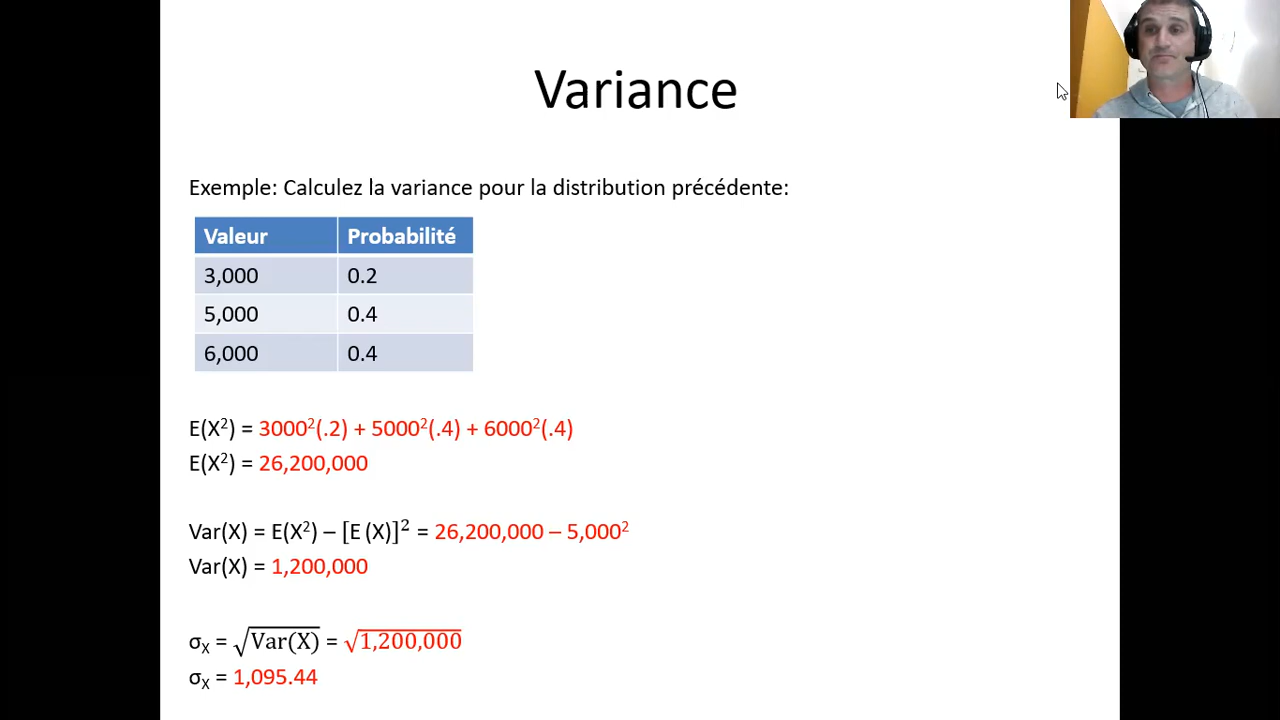 Variance
Exemple: Calculez la variance pour la distribution précédente:
Valeur Probabilité
3,000 0.2
5,000 0.4
6,000 0.4
E(X²) = 3000²(.2) + 5000²(.4) + 6000²(.4)
E(X²) = 26,200,000
Var(X) = E(X²) – [E (X)]² = 26,200,000 – 5,000²
Var(X) = 1,200,000
σ_X = √Var(X) = √1,200,000
σ_X = 1,095.44